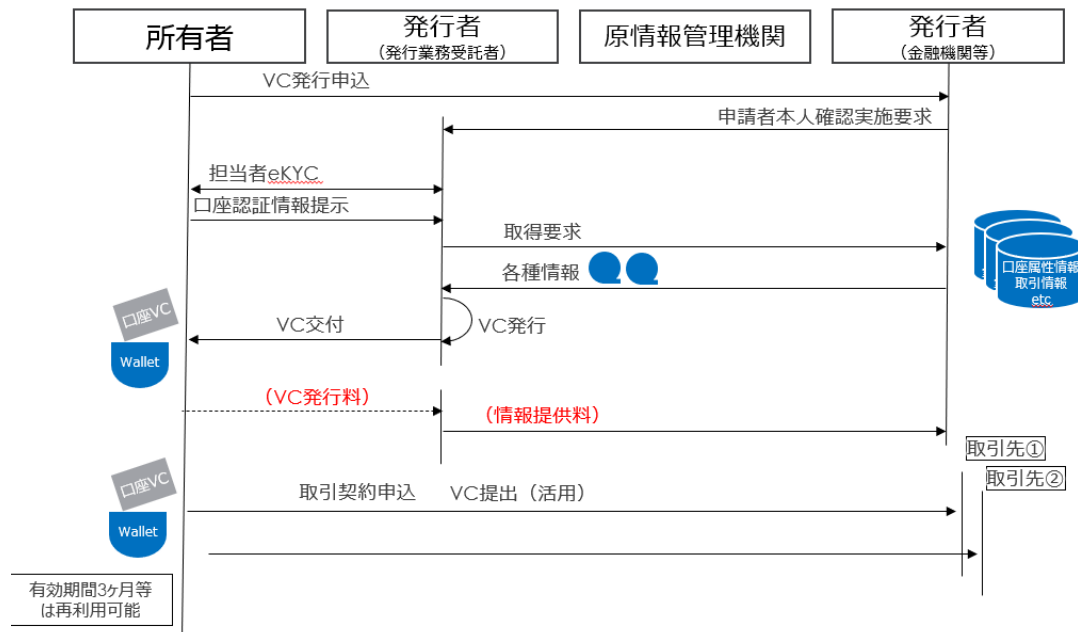 所有者
発行者
（発行業務受託者）
原情報管理機関
発行者
（金融機関等）
VC発行申込
申請者本人確認実施要求
担当者eKYC
口座認証情報提示
取得要求
各種情報
口座属性情報
取引情報
etc
VC発行
VC交付
口座VC
Wallet
（VC発行料）
（情報提供料）
取引先①
取引先②
口座VC
取引契約申込 VC提出（活用）
Wallet
有効期間3ヶ月等
は再利用可能